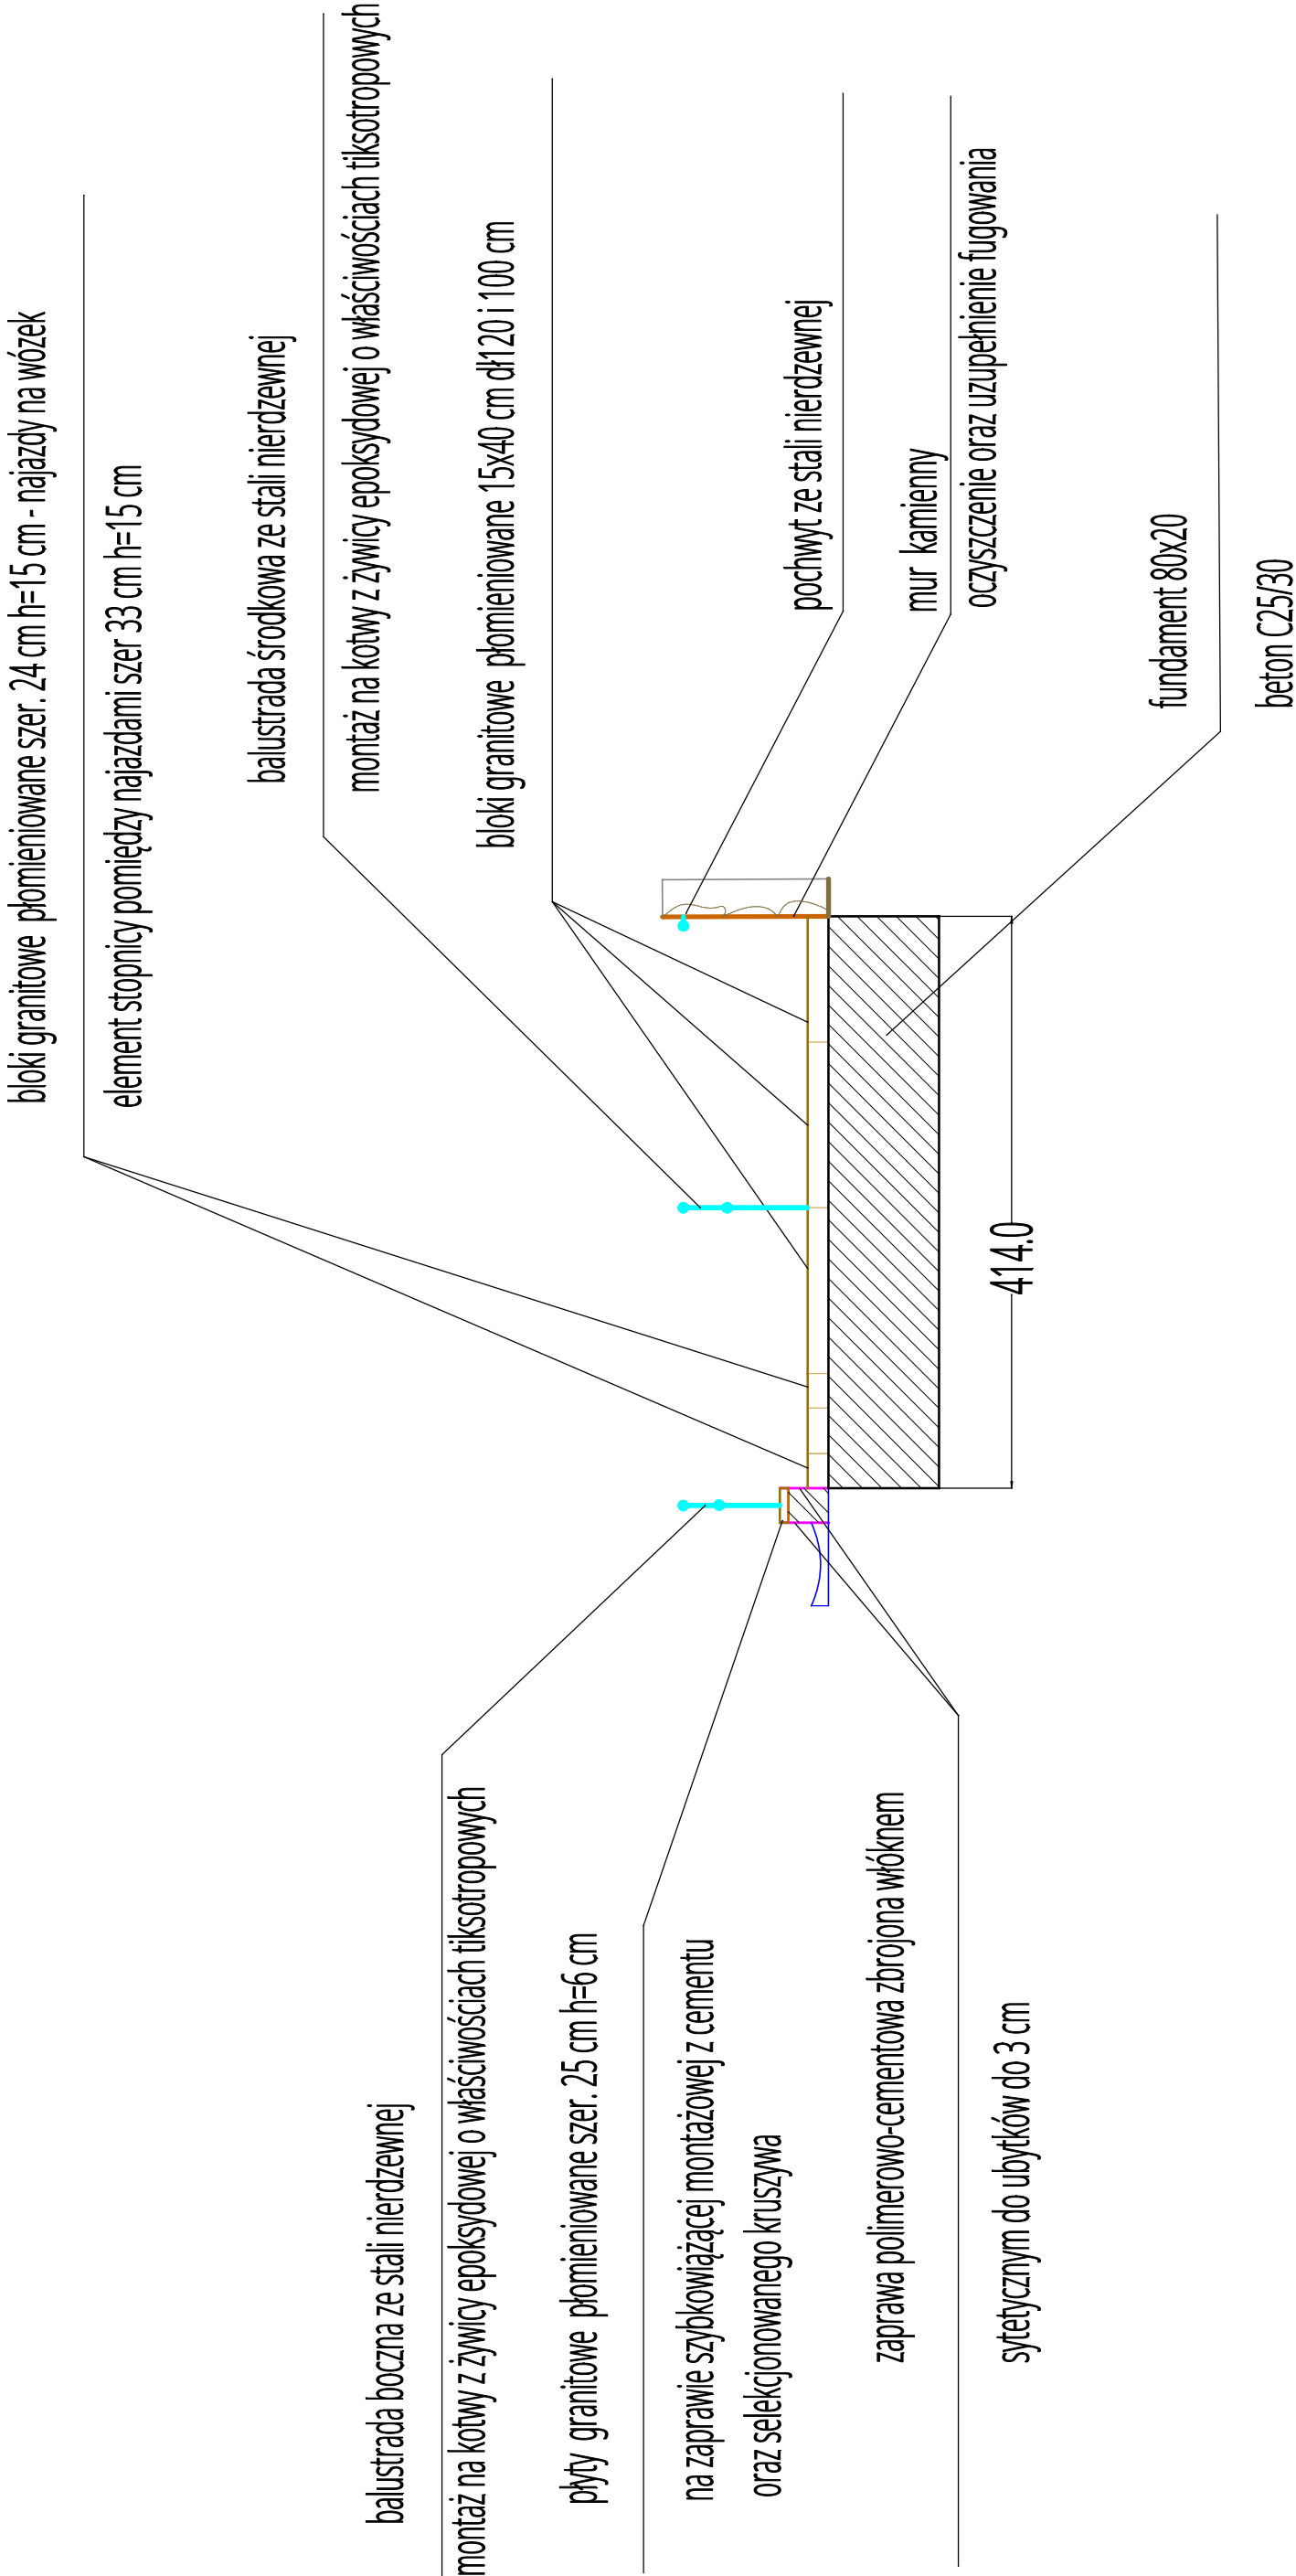 bloki granitowe płomieniowane szer. 24 cm h=15 cm - najazdy na wózek
element stopnicy pomiędzy najazdami szer 33 cm h=15 cm
balustrada środkowa ze stali nierdzewnej
montaż na kotwy z żywicy epoksydowej o właściwościach tiksotropowych
bloki granitowe płomieniowane 15x40 cm dł120 i 100 cm
pochwyt ze stali nierdzewnej
mur kamienny
oczyszczenie oraz uzupełnienie fugowania
fundament 80x20
beton C25/30
414.0
balustrada boczna ze stali nierdzewnej
montaż na kotwy z żywicy epoksydowej o właściwościach tiksotropowych
płyty granitowe płomieniowane szer. 25 cm h=6 cm
na zaprawie szybkowiążącej montażowej z cementu
oraz selekcjonowanego kruszywa
zaprawa polimerowo-cementowa zbrojona włóknem
sytetycznym do ubytków do 3 cm